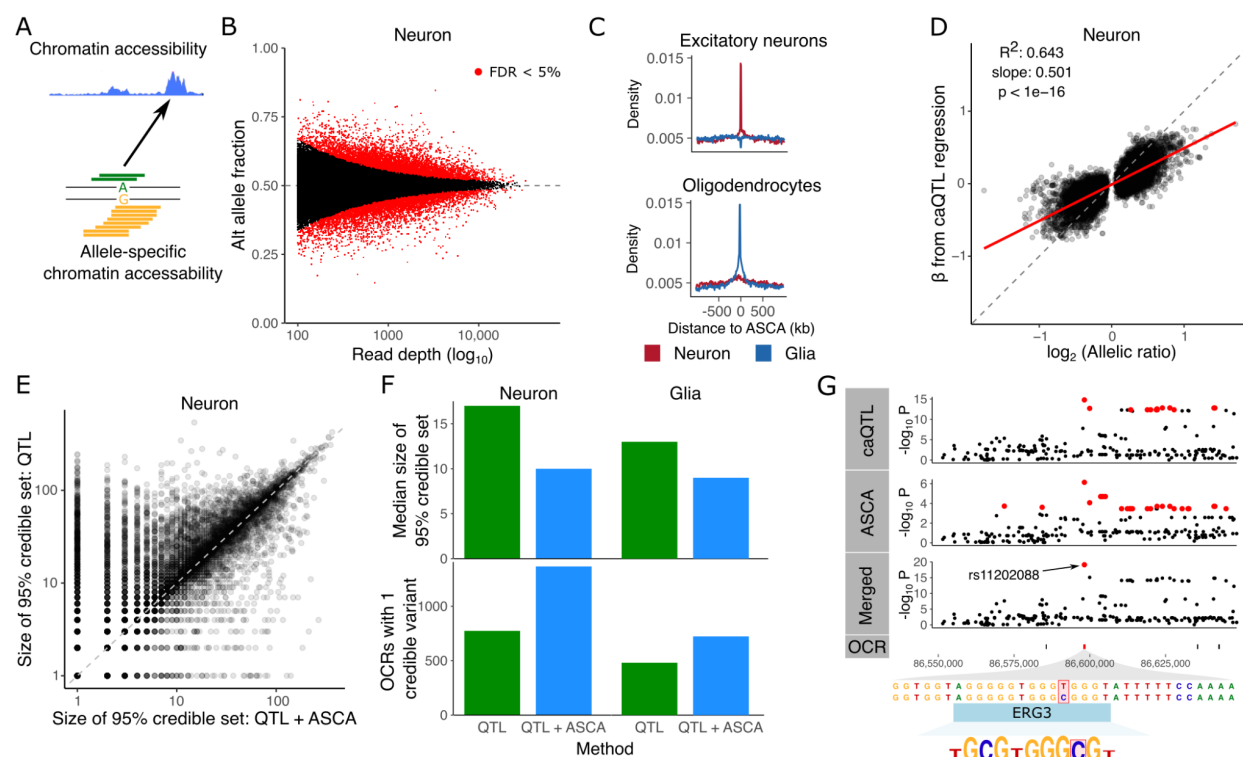 A
Chromatin accessibility
A
G
Allele-specific
chromatin accessability
B
Neuron
FDR < 5%
Alt allele fraction
1.00
0.75
0.50
0.25
0.00
100
1000
10,000
Read depth (log10)
C
Excitatory neurons
Density
0.015
0.01
0.005
Oligodendrocytes
Density
0.015
0.01
0.005
-500
0
500
Distance to ASCA (kb)
Neuron
Glia
D
Neuron
R2: 0.643
slope: 0.501
p < 1e−16
β from caQTL regression
1
0
−1
−1
0
1
log2 (Allelic ratio)
E
Neuron
Size of 95% credible set: QTL
100
10
1
1
10
100
Size of 95% credible set: QTL + ASCA
F
Neuron
Glia
Median size of
95% credible set
15
10
5
0
OCRs with 1
credible variant
1000
500
0
QTL
QTL + ASCA
QTL
QTL + ASCA
Method
G
caQTL
-log10 P
15
10
5
0
ASCA
-log10 P
6
4
2
0
Merged
-log10 P
20
15
10
5
0
rs11202088
OCR
86,550,000
86,575,000
86,600,000
86,625,000
GGTGGTAGGGGGTGGGTGGGTATTTTTCCAAAA
GGTGGTAGGGGGTGGGCGGGTATTTTTCCAAAA
ERG3
TGCGTGGGCGT